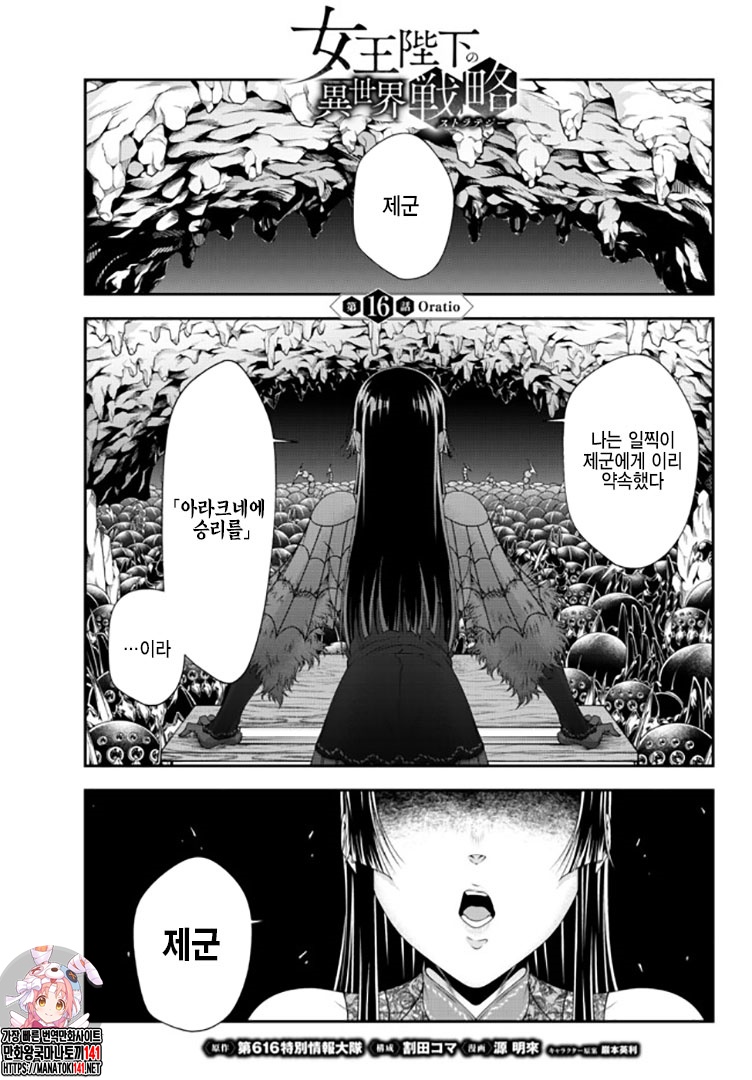 女王陛下の
異世界戦略
ストラテジー
제군
第16話 Oratio
나는 일찍이
제군에게 이리
약속했다
「아라크네에
승리를」
…이라
제군
가장 빠른 번역만화사이트
만화왕국마나토끼141
HTTPS://MANATOKI141.NET
《原作》第616特別情報大隊 《構成》割田コマ 《漫画》源 明來 キャラクター原案 藤本英利